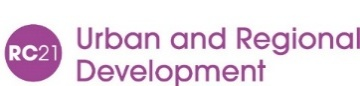 RC21
Urban and Regional
Development